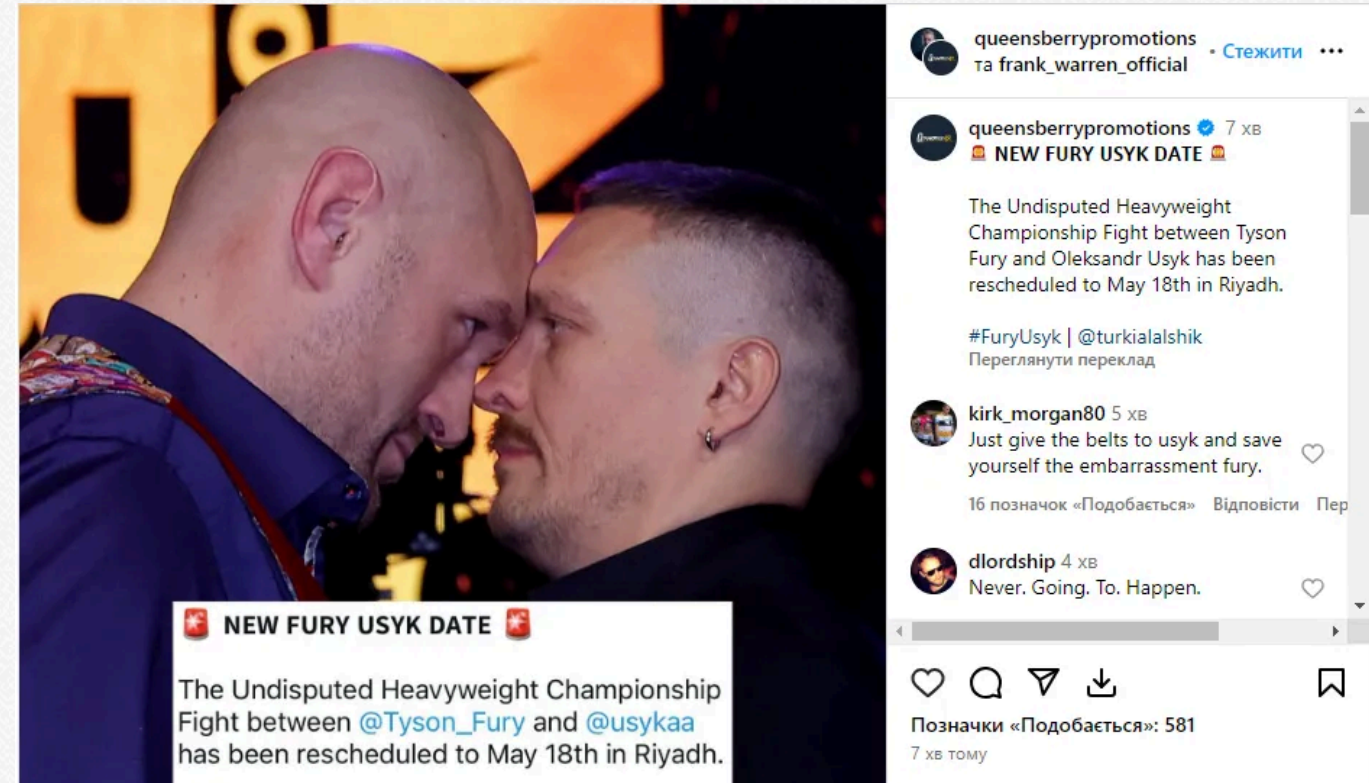 NEW FURY USYK DATE
The Undisputed Heavyweight Championship
Fight between @Tyson_Fury and @usykaa
has been rescheduled to May 18th in Riyadh.
queensberrypromotions
та frank_warren_official
• Стежити
queensberrypromotions 7 хв
🚨 NEW FURY USYK DATE 🚨
The Undisputed Heavyweight
Championship Fight between Tyson
Fury and Oleksandr Usyk has been
rescheduled to May 18th in Riyadh.
#FuryUsyk | @turkialalshik
Переглянути переклад
kirk_morgan80 5 хв
Just give the belts to usyk and save
yourself the embarrassment fury.
16 позначок «Подобається» Відповісти Пер
dlordship 4 хв
Never. Going. To. Happen.
Позначки «Подобається»: 581
7 хв тому